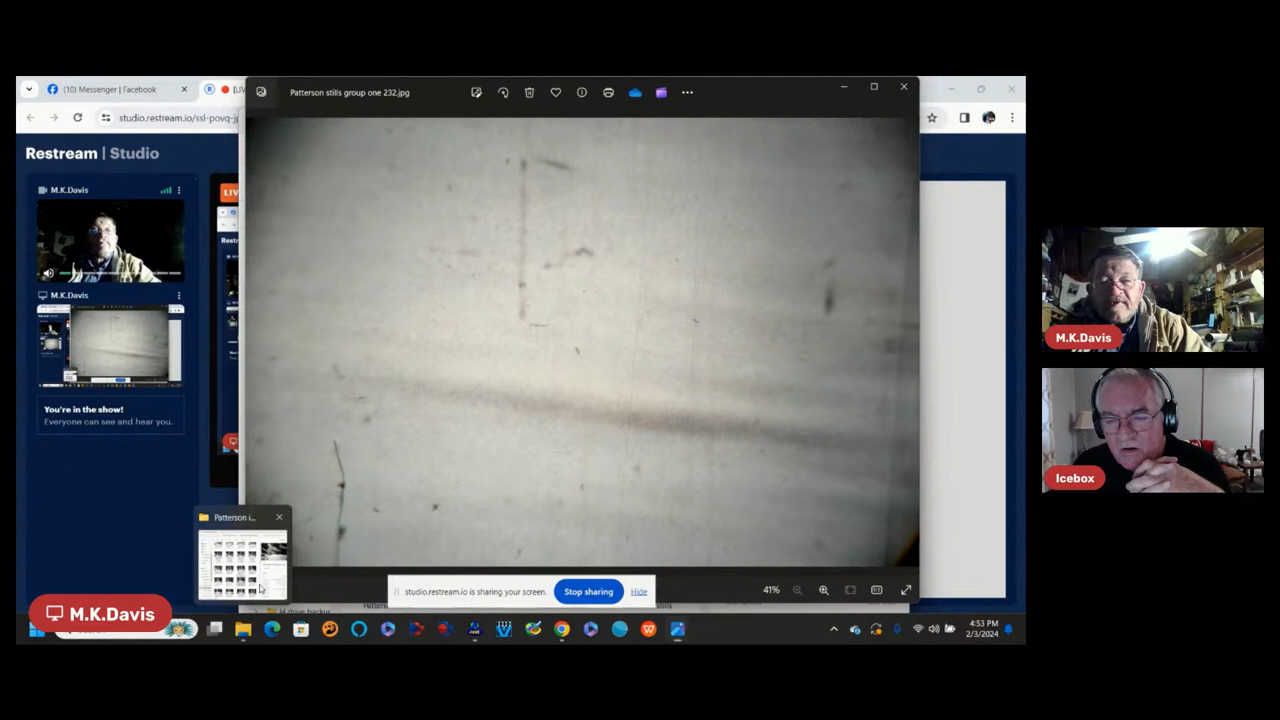 (10) Messenger | Facebook
Patterson stills group one 232.jpg
studio.restream.io/ssl-povq-j
Restream | Studio
M.K.Davis
LIV
M.K.Davis
You're in the show!
Everyone can see and hear you.
M.K.Davis
Icebox
Patterson i...
studio.restream.io is sharing your screen.
Stop sharing
Hide
41%
M.K.Davis
4:53 PM
2/3/2024